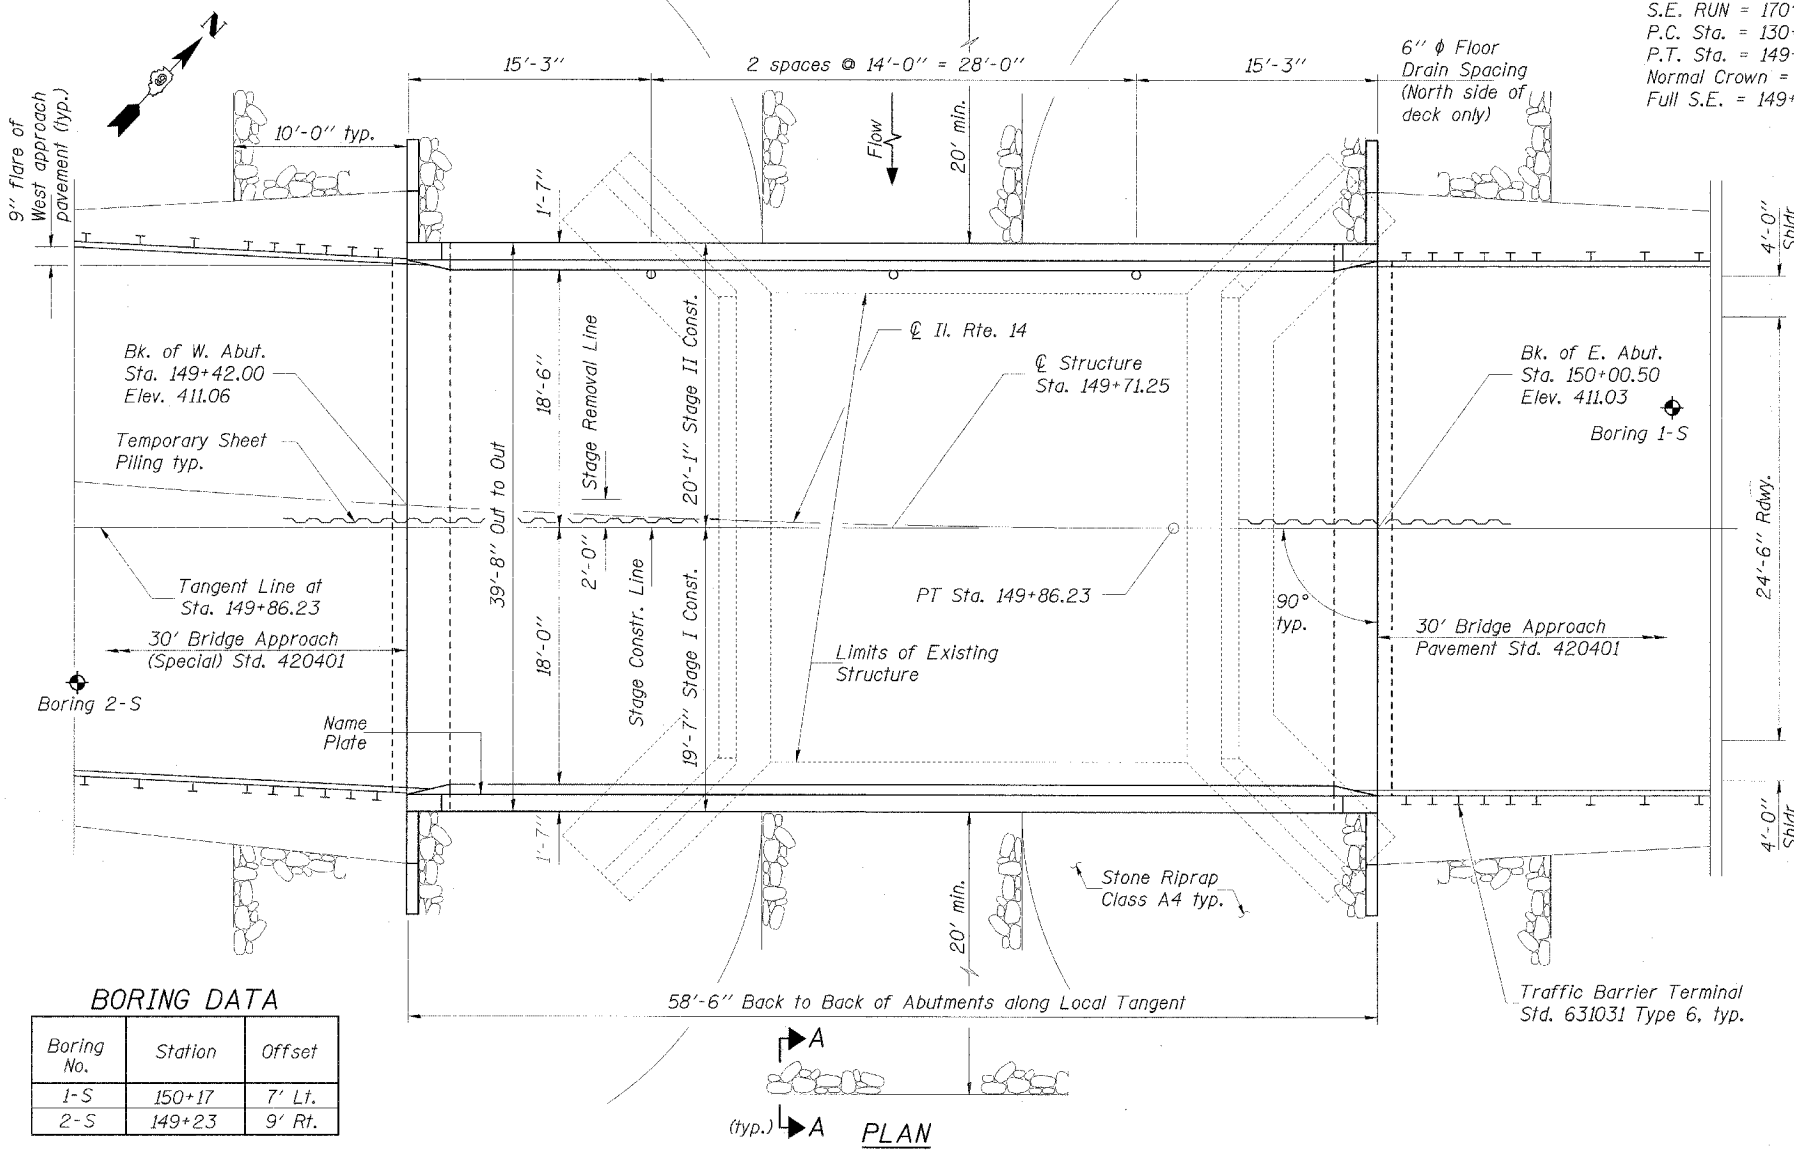 S.E. RUN = 170'
P.C. Sta. = 130+
P.T. Sta. = 149+
Normal Crown =
Full S.E. = 149+
N
15'-3"
2 spaces @ 14'-0" = 28'-0"
15'-3"
6" ϕ Floor
Drain Spacing
(North side of
deck only)
9" flare of
West approach
pavement (typ.)
10'-0" typ.
Flow
20' min.
1'-7"
4'-0"
Shldr.
Bk. of W. Abut.
Sta. 149+42.00
Elev. 411.06
Temporary Sheet
Piling typ.
18'-6"
Stage Removal Line
20'-1" Stage II Const.
39'-8" Out to Out
℄ Il. Rte. 14
℄ Structure
Sta. 149+71.25
Bk. of E. Abut.
Sta. 150+00.50
Elev. 411.03
Boring 1-S
24'-6" Rdwy.
Tangent Line at
Sta. 149+86.23
30' Bridge Approach
(Special) Std. 420401
Boring 2-S
Name
Plate
2'-0"
18'-0"
Stage Constr. Line
19'-7" Stage I Const.
PT Sta. 149+86.23
Limits of Existing
Structure
90°
typ.
30' Bridge Approach
Pavement Std. 420401
1'-7"
20' min.
Stone Riprap
Class A4 typ.
4'-0"
Shldr.
58'-6" Back to Back of Abutments along Local Tangent
Traffic Barrier Terminal
Std. 631031 Type 6, typ.
BORING DATA
Boring No. Station Offset
1-S 150+17 7' Lt.
2-S 149+23 9' Rt.
A
(typ.) A
PLAN